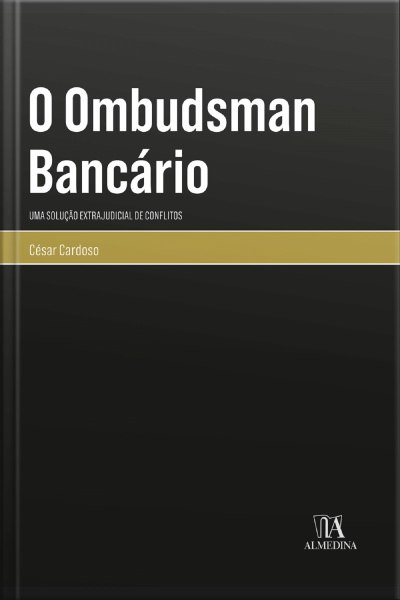 O Ombudsman
Bancário
UMA SOLUÇÃO EXTRAJUDICIAL DE CONFLITOS
César Cardoso
ALMEDINA